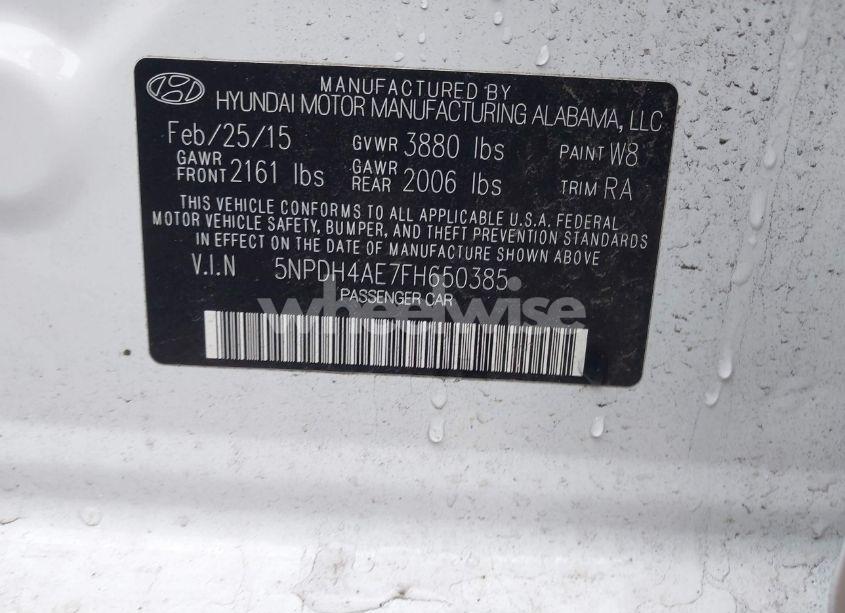 MANUFACTURED BY
HYUNDAI MOTOR MANUFACTURING ALABAMA, LLC
Feb/25/15 GVWR 3880 lbs PAINT W8
GAWR FRONT 2161 lbs GAWR REAR 2006 lbs TRIM RA
THIS VEHICLE CONFORMS TO ALL APPLICABLE U.S.A. FEDERAL
MOTOR VEHICLE SAFETY, BUMPER, AND THEFT PREVENTION STANDARDS
IN EFFECT ON THE DATE OF MANUFACTURE SHOWN ABOVE.
V.I.N 5NPDH4AE7FH650385
PASSENGER CAR
wheelwise